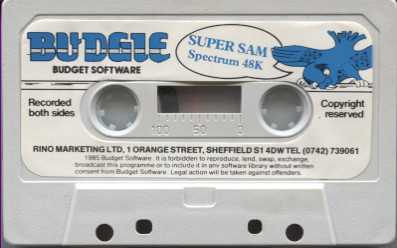 BUDGIE
BUDGET SOFTWARE
SUPER SAM
Spectrum 48K
Recorded
both sides
Copyright
reserved
100 50 0
RINO MARKETING LTD, 1 ORANGE STREET, SHEFFIELD S1 4DW TEL (0742) 739061
1985 Budget Software. It is forbidden to reproduce, lend, swap, exchange,
broadcast this programme or to include it in any software library without written
consent from Budget Software. Legal action will be taken against offenders.